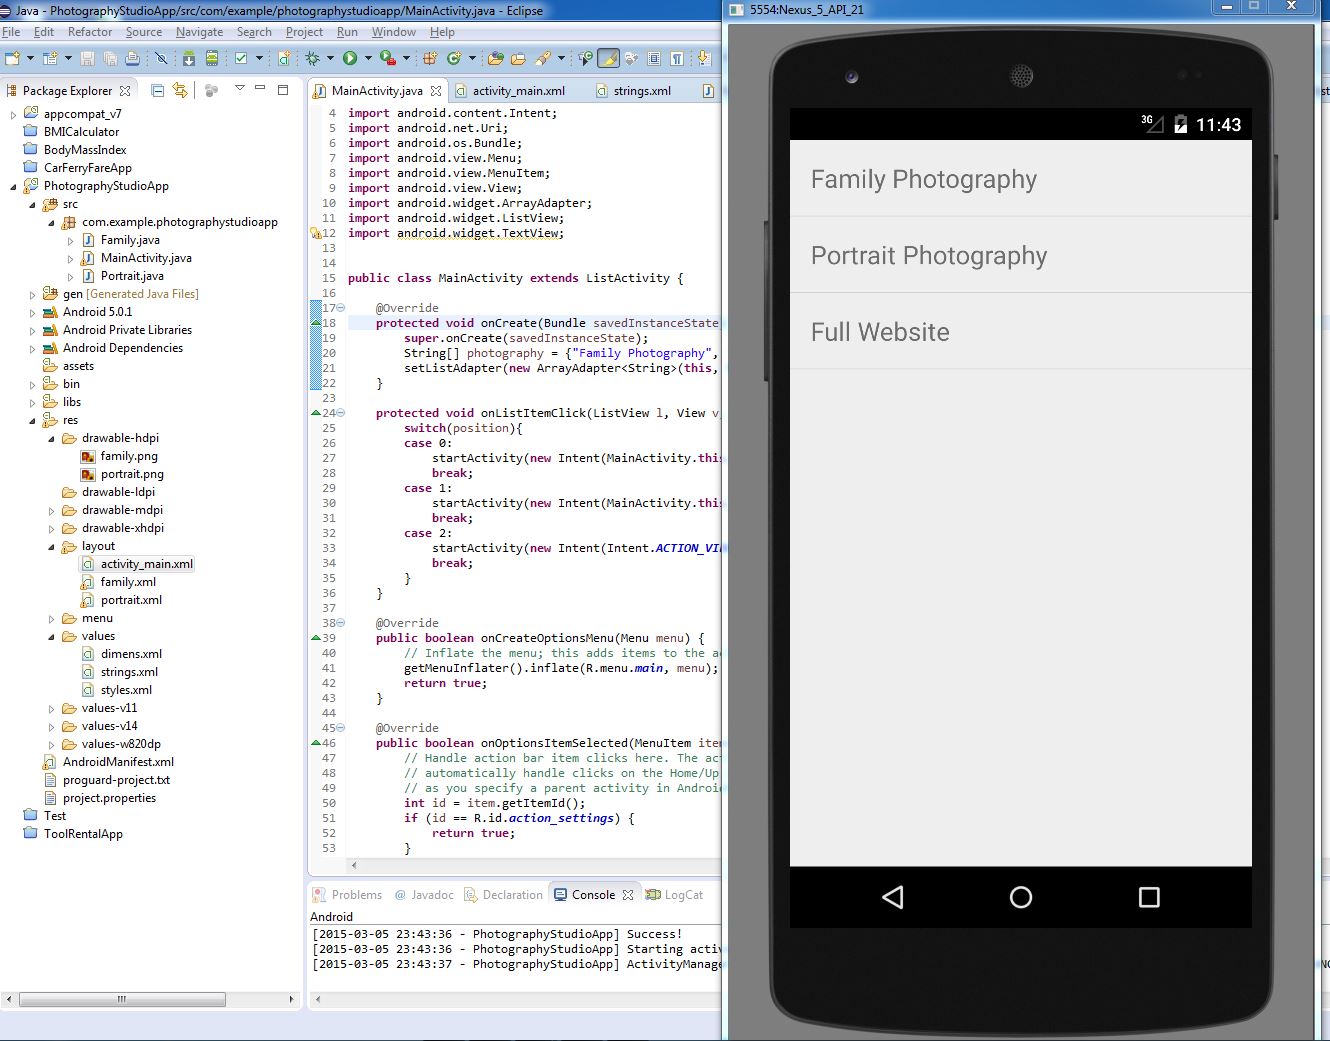 Java - PhotographyStudioApp/src/com/example/photographystudioapp/MainActivity.java - Eclipse
File Edit Refactor Source Navigate Search Project Run Window Help
Package Explorer
appcompat_v7
BMICalculator
BodyMassIndex
CarFerryFareApp
PhotographyStudioApp
src
com.example.photographystudioapp
Family.java
MainActivity.java
Portrait.java
gen [Generated Java Files]
Android 5.0.1
Android Private Libraries
Android Dependencies
assets
bin
libs
res
drawable-hdpi
family.png
portrait.png
drawable-ldpi
drawable-mdpi
drawable-xhdpi
layout
activity_main.xml
family.xml
portrait.xml
menu
values
dimens.xml
strings.xml
styles.xml
values-v11
values-v14
values-w820dp
AndroidManifest.xml
proguard-project.txt
project.properties
Test
ToolRentalApp
MainActivity.java activity_main.xml strings.xml
4 import android.content.Intent;
5 import android.net.Uri;
6 import android.os.Bundle;
7 import android.view.Menu;
8 import android.view.MenuItem;
9 import android.view.View;
10 import android.widget.ArrayAdapter;
11 import android.widget.ListView;
12 import android.widget.TextView;
13
14
15 public class MainActivity extends ListActivity {
16
17 @Override
18 protected void onCreate(Bundle savedInstanceState
19 super.onCreate(savedInstanceState);
20 String[] photography = {"Family Photography",
21 setListAdapter(new ArrayAdapter<String>(this,
22 }
23
24 protected void onListItemClick(ListView l, View v,
25 switch(position){
26 case 0:
27 startActivity(new Intent(MainActivity.this
28 break;
29 case 1:
30 startActivity(new Intent(MainActivity.this
31 break;
32 case 2:
33 startActivity(new Intent(Intent.ACTION_VI
34 break;
35 }
36 }
37
38 @Override
39 public boolean onCreateOptionsMenu(Menu menu) {
40 // Inflate the menu; this adds items to the a
41 getMenuInflater().inflate(R.menu.main, menu);
42 return true;
43 }
44
45 @Override
46 public boolean onOptionsItemSelected(MenuItem item
47 // Handle action bar item clicks here. The act
48 // automatically handle clicks on the Home/Up
49 // as you specify a parent activity in Android
50 int id = item.getItemId();
51 if (id == R.id.action_settings) {
52 return true;
53 }
Problems @ Javadoc Declaration Console LogCat
Android
[2015-03-05 23:43:36 - PhotographyStudioApp] Success!
[2015-03-05 23:43:36 - PhotographyStudioApp] Starting activ
[2015-03-05 23:43:37 - PhotographyStudioApp] ActivityManage
5554:Nexus_5_API_21
3G 11:43
Family Photography
Portrait Photography
Full Website